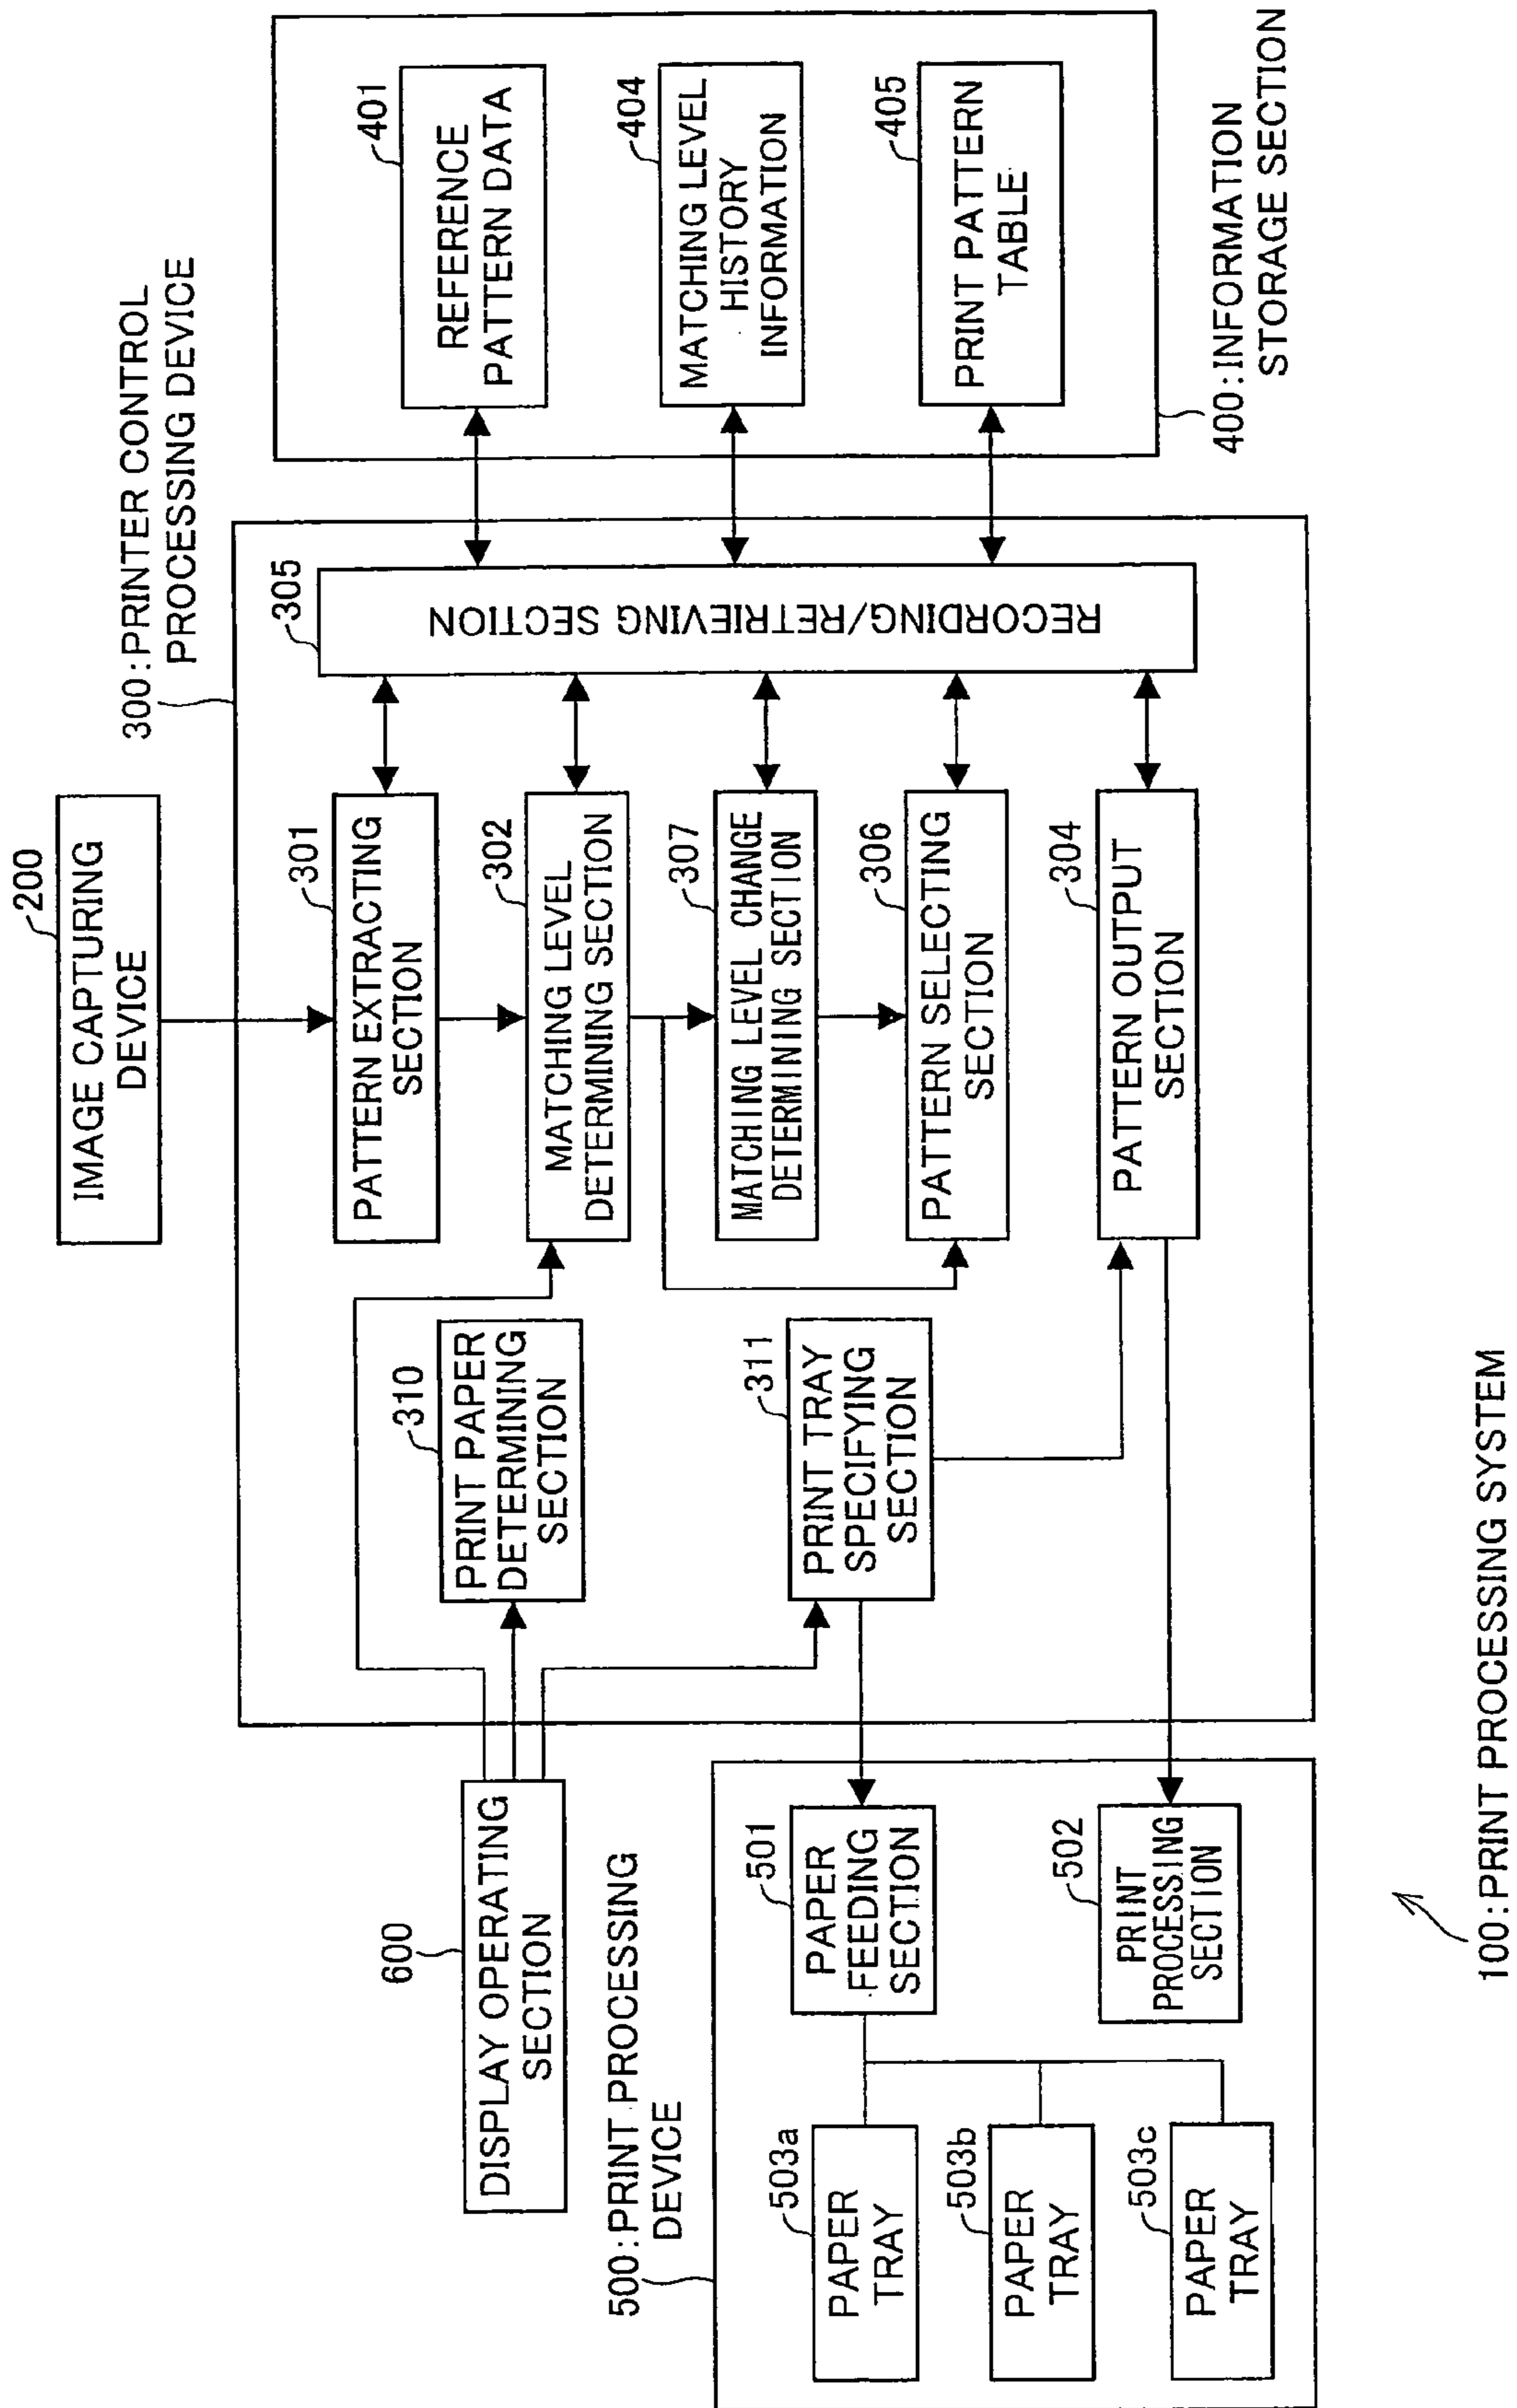 200
IMAGE CAPTURING
DEVICE
300:PRINTER CONTROL
PROCESSING DEVICE
301
PATTERN EXTRACTING
SECTION
302
MATCHING LEVEL
DETERMINING SECTION
307
MATCHING LEVEL CHANGE
DETERMINING SECTION
306
PATTERN SELECTING
SECTION
304
PATTERN OUTPUT
SECTION
305
RECORDING/RETRIEVING SECTION
310
PRINT PAPER
DETERMINING
SECTION
311
PRINT TRAY
SPECIFYING
SECTION
401
REFERENCE
PATTERN DATA
404
MATCHING LEVEL
HISTORY
INFORMATION
405
PRINT PATTERN
TABLE
400:INFORMATION
STORAGE SECTION
600
DISPLAY OPERATING
SECTION
500:PRINT PROCESSING
DEVICE
501
PAPER
FEEDING
SECTION
502
PRINT
PROCESSING
SECTION
503a
PAPER
TRAY
503b
PAPER
TRAY
503c
PAPER
TRAY
100:PRINT PROCESSING SYSTEM